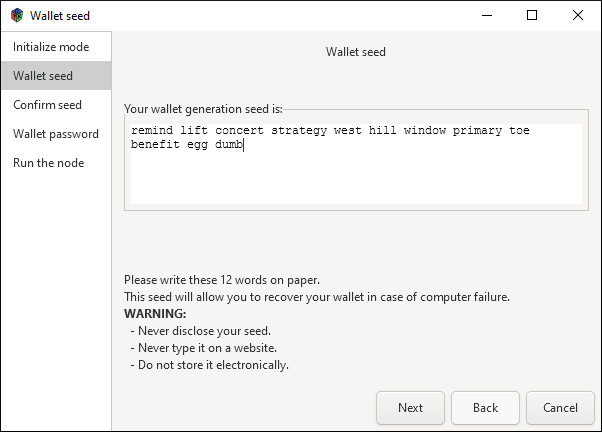 Wallet seed
Initialize mode
Wallet seed
Confirm seed
Wallet password
Run the node
Wallet seed
Your wallet generation seed is:
remind lift concert strategy west hill window primary toe
benefit egg dumb
Please write these 12 words on paper.
This seed will allow you to recover your wallet in case of computer failure.
WARNING:
- Never disclose your seed.
- Never type it on a website.
- Do not store it electronically.
Next
Back
Cancel